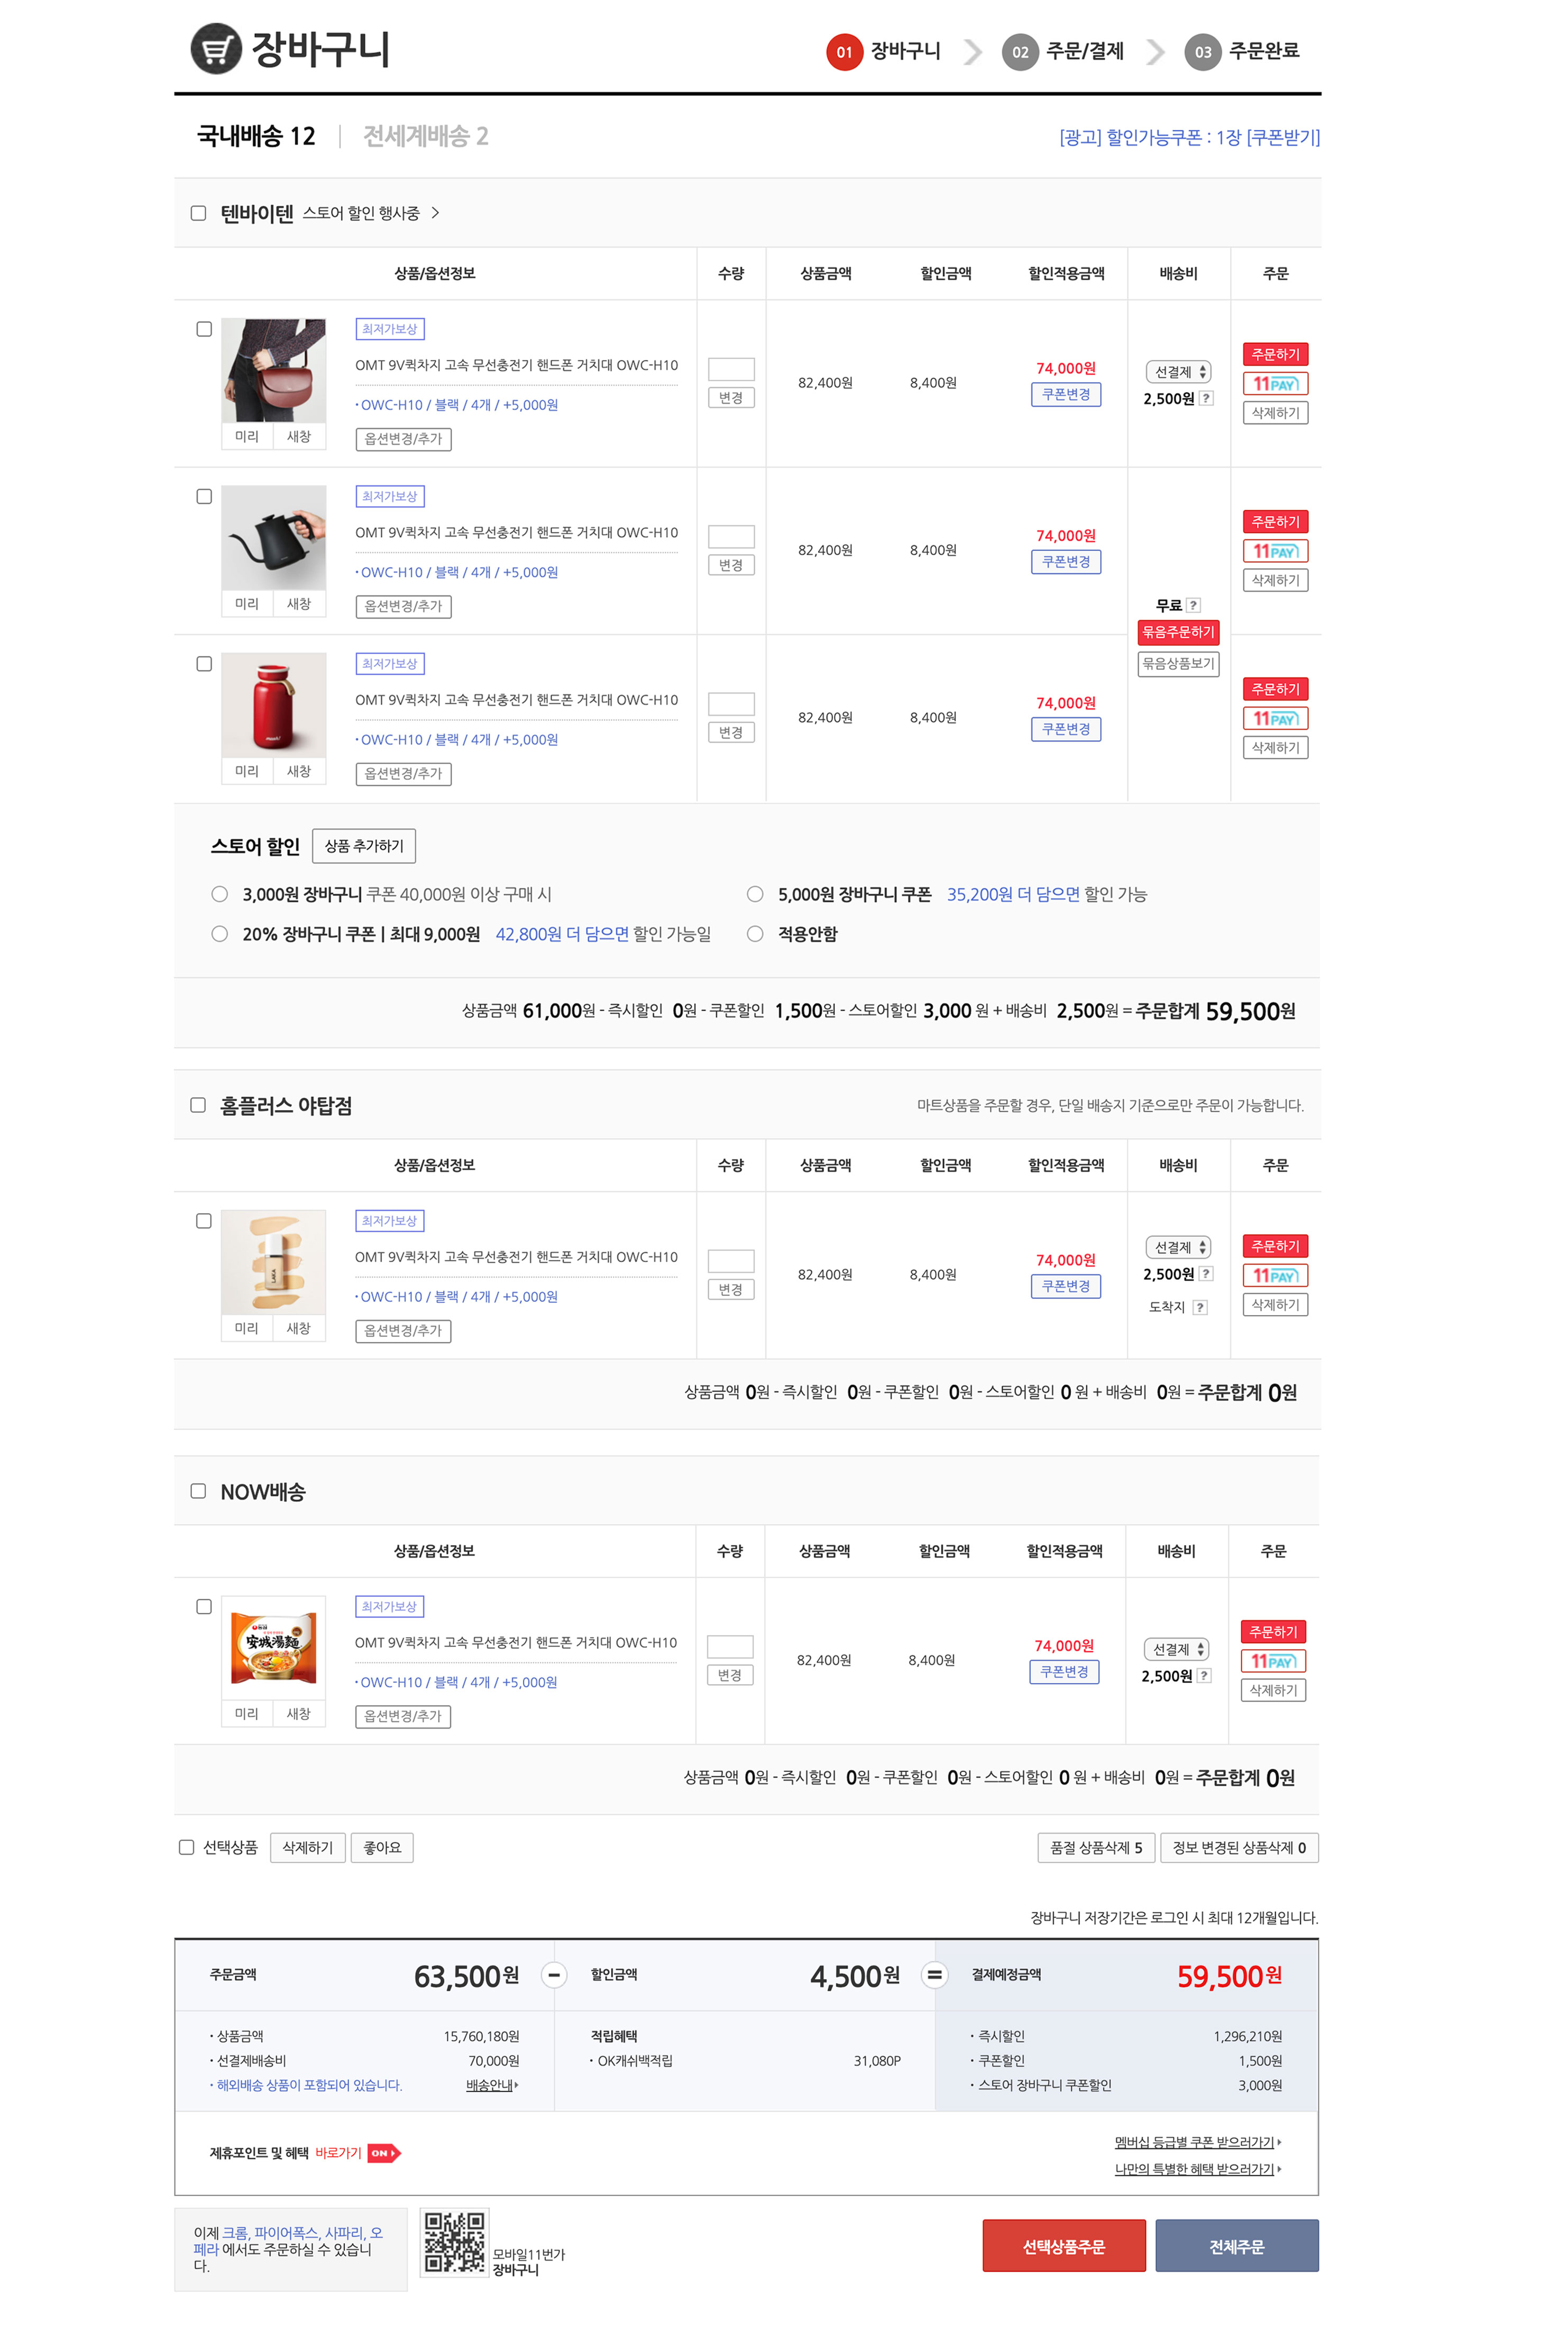 장바구니
01 장바구니 02 주문/결제 03 주문완료
국내배송 12 전세계배송 2 [광고] 할인가능쿠폰 : 1장 [쿠폰받기]
텐바이텐 스토어 할인 행사중 >
상품/옵션정보 수량 상품금액 할인금액 할인적용금액 배송비 주문
최저가보상
OMT 9V퀵차지 고속 무선충전기 핸드폰 거치대 OWC-H10
·OWC-H10 / 블랙 / 4개 / +5,000원
옵션변경/추가
미리 새창
변경
82,400원 8,400원
74,000원
쿠폰변경
선결제
2,500원 ?
주문하기
11PAY
삭제하기
최저가보상
OMT 9V퀵차지 고속 무선충전기 핸드폰 거치대 OWC-H10
·OWC-H10 / 블랙 / 4개 / +5,000원
옵션변경/추가
미리 새창
변경
82,400원 8,400원
74,000원
쿠폰변경
주문하기
11PAY
삭제하기
무료 ?
묶음주문하기
묶음상품보기
최저가보상
OMT 9V퀵차지 고속 무선충전기 핸드폰 거치대 OWC-H10
·OWC-H10 / 블랙 / 4개 / +5,000원
옵션변경/추가
미리 새창
변경
82,400원 8,400원
74,000원
쿠폰변경
주문하기
11PAY
삭제하기
스토어 할인 상품 추가하기
3,000원 장바구니 쿠폰 40,000원 이상 구매 시
5,000원 장바구니 쿠폰 35,200원 더 담으면 할인 가능
20% 장바구니 쿠폰 | 최대 9,000원 42,800원 더 담으면 할인 가능일
적용안함
상품금액 61,000원 - 즉시할인 0원 - 쿠폰할인 1,500원 - 스토어할인 3,000 원 + 배송비 2,500원 = 주문합계 59,500원
홈플러스 야탑점 마트상품을 주문할 경우, 단일 배송지 기준으로만 주문이 가능합니다.
상품/옵션정보 수량 상품금액 할인금액 할인적용금액 배송비 주문
최저가보상
OMT 9V퀵차지 고속 무선충전기 핸드폰 거치대 OWC-H10
·OWC-H10 / 블랙 / 4개 / +5,000원
옵션변경/추가
LAKA
미리 새창
변경
82,400원 8,400원
74,000원
쿠폰변경
선결제
2,500원 ?
도착지 ?
주문하기
11PAY
삭제하기
상품금액 0원 - 즉시할인 0원 - 쿠폰할인 0원 - 스토어할인 0 원 + 배송비 0원 = 주문합계 0원
NOW배송
상품/옵션정보 수량 상품금액 할인금액 할인적용금액 배송비 주문
최저가보상
OMT 9V퀵차지 고속 무선충전기 핸드폰 거치대 OWC-H10
·OWC-H10 / 블랙 / 4개 / +5,000원
옵션변경/추가
농심
安城湯麵
미리 새창
변경
82,400원 8,400원
74,000원
쿠폰변경
선결제
2,500원 ?
주문하기
11PAY
삭제하기
상품금액 0원 - 즉시할인 0원 - 쿠폰할인 0원 - 스토어할인 0 원 + 배송비 0원 = 주문합계 0원
선택상품 삭제하기 좋아요 품절 상품삭제 5 정보 변경된 상품삭제 0
장바구니 저장기간은 로그인 시 최대 12개월입니다.
주문금액 63,500원 - 할인금액 4,500원 = 결제예정금액 59,500원
· 상품금액 15,760,180원
· 선결제배송비 70,000원
· 해외배송 상품이 포함되어 있습니다. 배송안내
적립혜택
· OK캐쉬백적립 31,080P
· 즉시할인 1,296,210원
· 쿠폰할인 1,500원
· 스토어 장바구니 쿠폰할인 3,000원
제휴포인트 및 혜택 바로가기 ON
멤버십 등급별 쿠폰 받으러가기
나만의 특별한 혜택 받으러가기
이제 크롬, 파이어폭스, 사파리, 오
페라 에서도 주문하실 수 있습니
다.
모바일11번가
장바구니
선택상품주문 전체주문